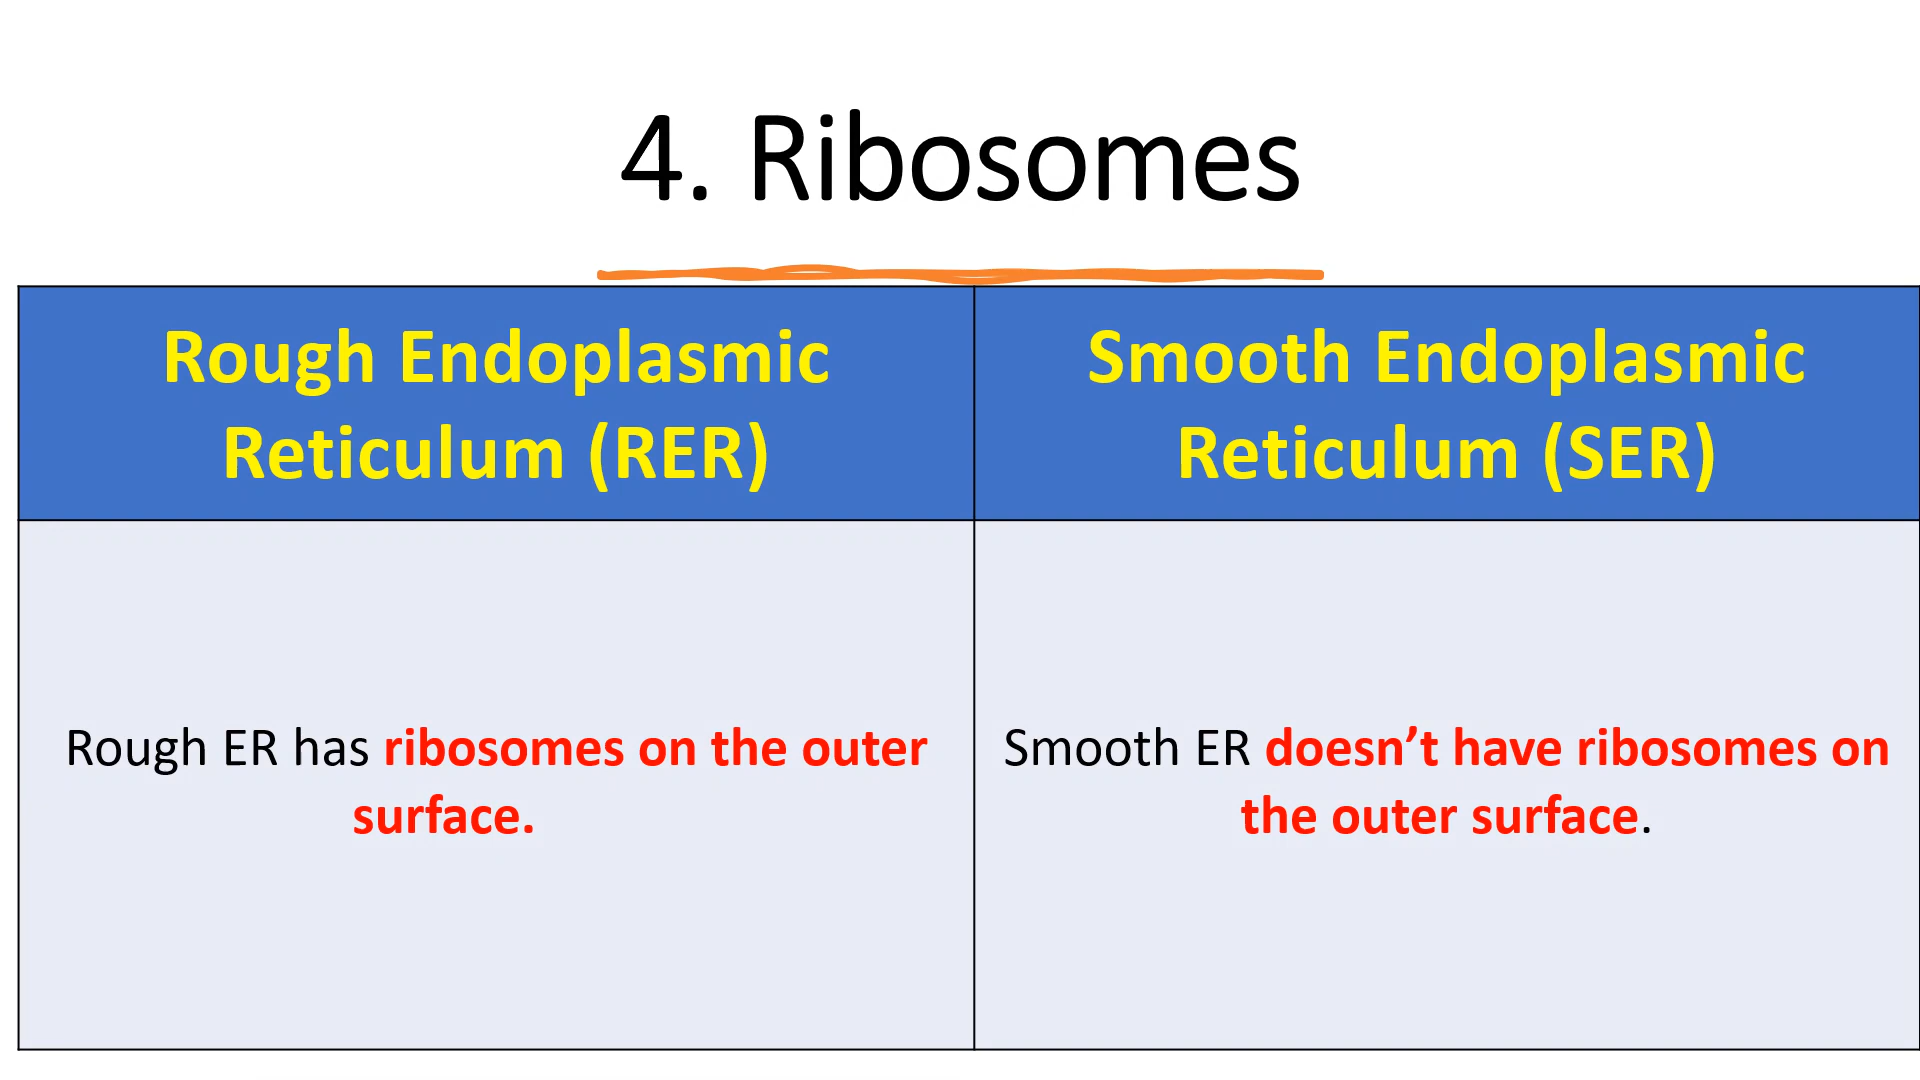 4. Ribosomes
Rough Endoplasmic
Reticulum (RER)
Smooth Endoplasmic
Reticulum (SER)
Rough ER has ribosomes on the outer
surface.
Smooth ER doesn’t have ribosomes on
the outer surface.